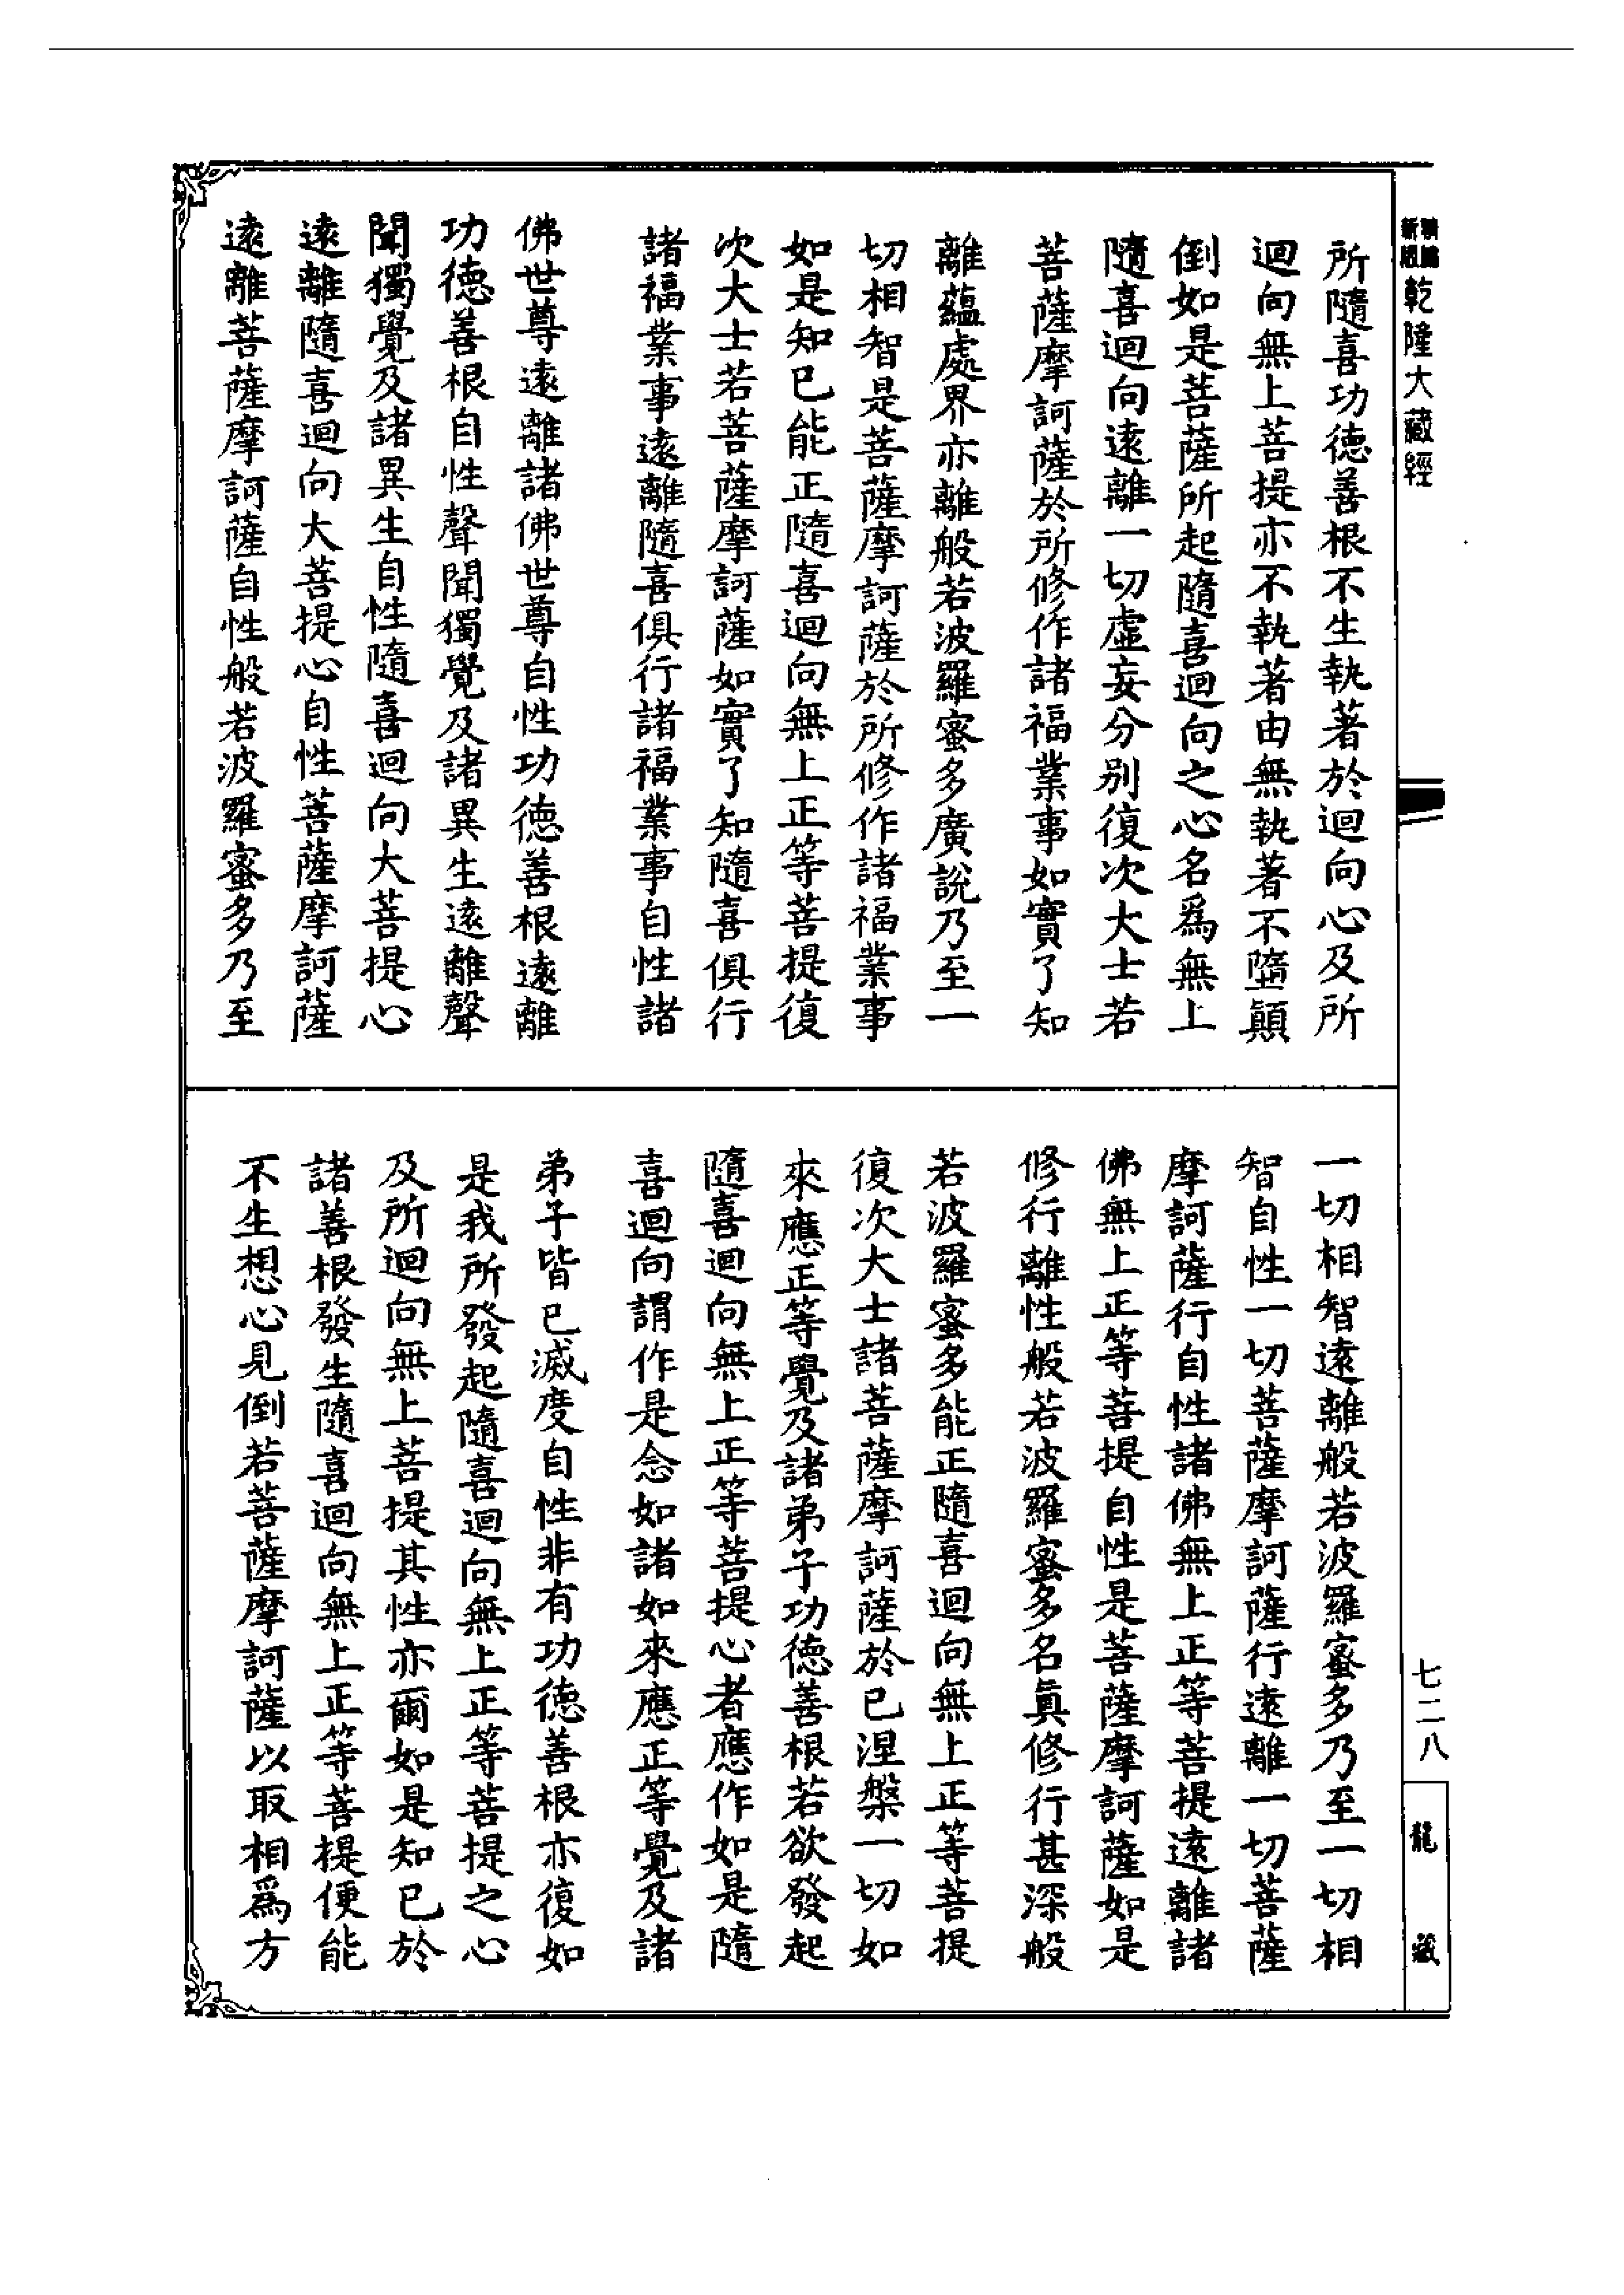 乾隆大藏經
所隨喜功德善根不生執著於迴向心及所
迴向無上菩提亦不執著由無執著不墮顛
倒如是菩薩所起隨喜迴向之心名為無上
隨喜迴向遠離一切虛妄分別復次大士若
菩薩摩訶薩於所修作諸福業事如實了知
離蘊處界亦離般若波羅蜜多廣說乃至一
切相智是菩薩摩訶薩於所修作諸福業事
如是知已能正隨喜迴向無上正等菩提復
次大士若菩薩摩訶薩如實了知隨喜俱行
諸福業事遠離隨喜俱行諸福業事自性諸
佛世尊遠離諸佛世尊自性功德善根遠離
功德善根自性聲聞獨覺及諸異生遠離聲
聞獨覺及諸異生自性隨喜迴向大菩提心
遠離隨喜迴向大菩提心自性菩薩摩訶薩
遠離菩薩摩訶薩自性般若波羅蜜多乃至
一切相智遠離般若波羅蜜多乃至一切相
智自性一切菩薩摩訶薩行遠離一切菩薩
摩訶薩行自性諸佛無上正等菩提遠離諸
佛無上正等菩提自性是菩薩摩訶薩如是
修行離性般若波羅蜜多名真修行甚深般
若波羅蜜多能正隨喜迴向無上正等菩提
復次大士諸菩薩摩訶薩於已涅槃一切如
來應正等覺及諸弟子功德善根若欲發起
隨喜迴向無上正等菩提心者應作如是隨
喜迴向謂作是念如諸如來應正等覺及諸
弟子皆已滅度自性非有功德善根亦復如
是我所發起隨喜迴向無上正等菩提之心
及所迴向無上菩提其性亦爾如是知已於
諸善根發生隨喜迴向無上正等菩提便能
不生想心見倒若菩薩摩訶薩以取相為方
七二八
龍藏